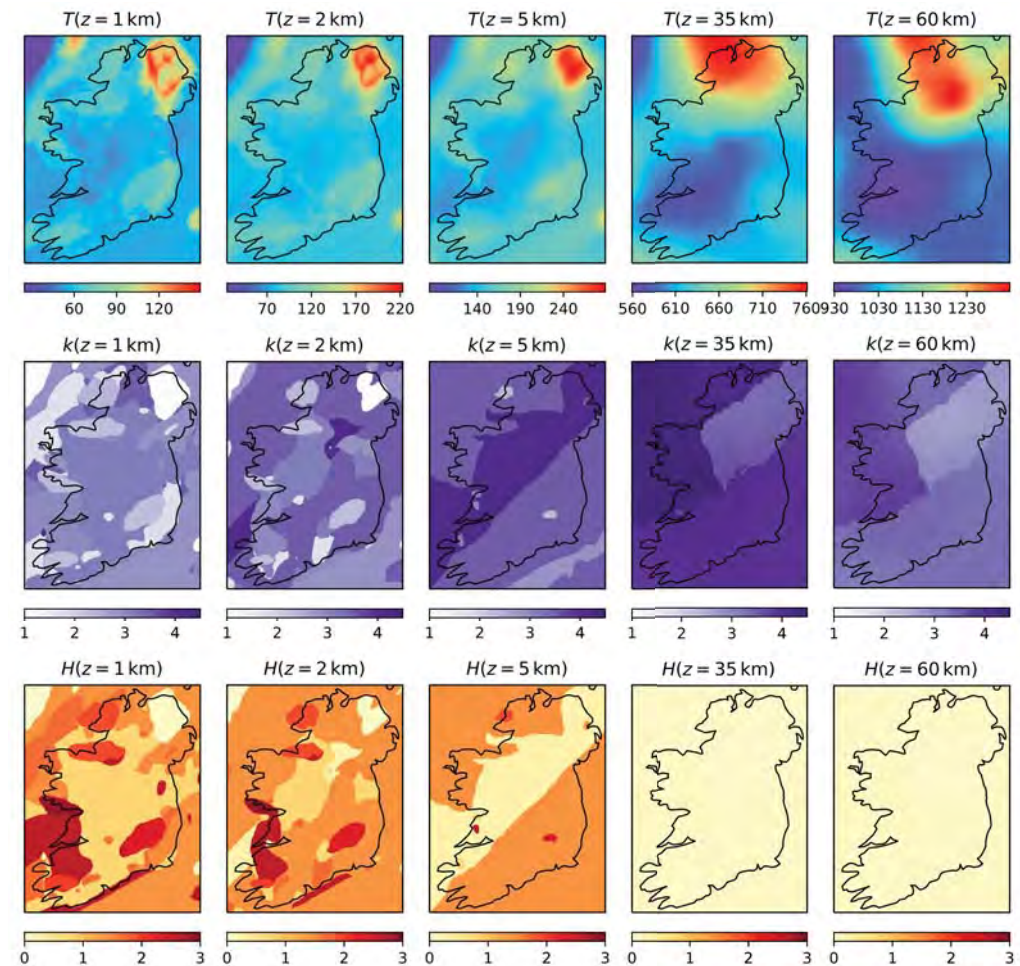 T(z = 1 km) T(z = 2 km) T(z = 5 km) T(z = 35 km) T(z = 60 km)
60 90 120 70 120 170 220 140 190 240 560 610 660 710 760 930 1030 1130 1230
k(z = 1 km) k(z = 2 km) k(z = 5 km) k(z = 35 km) k(z = 60 km)
1 2 3 4 1 2 3 4 1 2 3 4 1 2 3 4 1 2 3 4
H(z = 1 km) H(z = 2 km) H(z = 5 km) H(z = 35 km) H(z = 60 km)
0 1 2 3 0 1 2 3 0 1 2 3 0 1 2 3 0 1 2 3